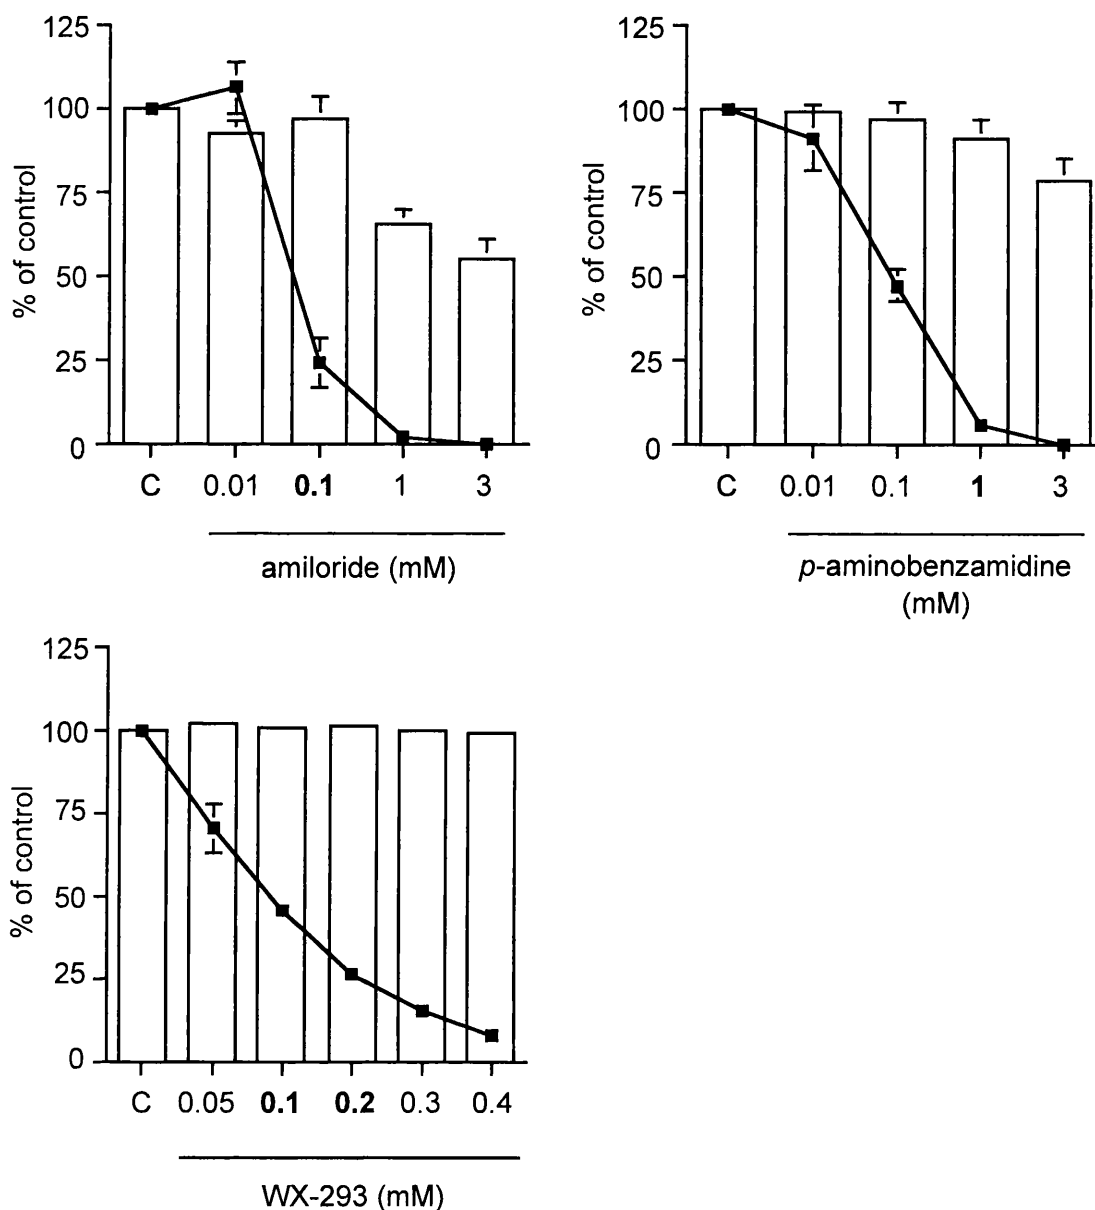 125
100
75
50
25
0
% of control
C 0.01 0.1 1 3
amiloride (mM)
125
100
75
50
25
0
% of control
C 0.01 0.1 1 3
p-aminobenzamidine
(mM)
125
100
75
50
25
0
% of control
C 0.05 0.1 0.2 0.3 0.4
WX-293 (mM)